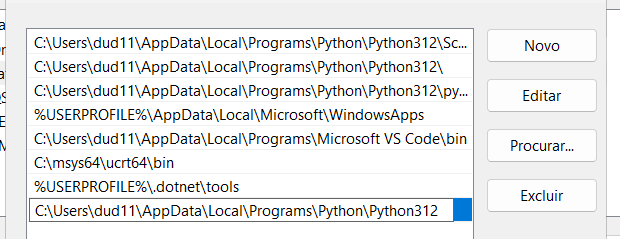 C:\Users\dud11\AppData\Local\Programs\Python\Python312\Sc...
C:\Users\dud11\AppData\Local\Programs\Python\Python312\
C:\Users\dud11\AppData\Local\Programs\Python\Python312\py...
%USERPROFILE%\AppData\Local\Microsoft\WindowsApps
C:\Users\dud11\AppData\Local\Programs\Microsoft VS Code\bin
C:\msys64\ucrt64\bin
%USERPROFILE%\.dotnet\tools
C:\Users\dud11\AppData\Local\Programs\Python\Python312
Novo
Editar
Procurar...
Excluir